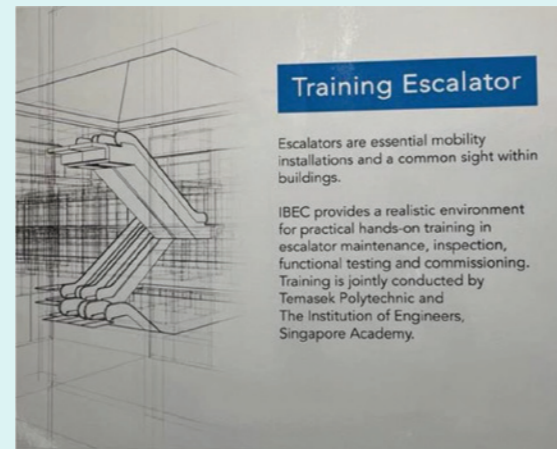 Training Escalator
Escalators are essential mobility
installations and a common sight within
buildings.
IBEC provides a realistic environment
for practical hands-on training in
escalator maintenance, inspection,
functional testing and commissioning.
Training is jointly conducted by
Temasek Polytechnic and
The Institution of Engineers,
Singapore Academy.